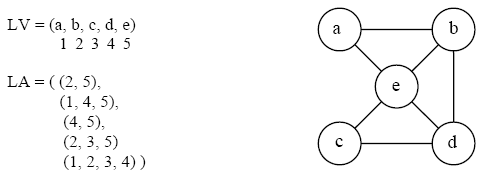 LV = (a, b, c, d, e)
1 2 3 4 5
LA = ( (2, 5),
(1, 4, 5),
(4, 5),
(2, 3, 5)
(1, 2, 3, 4) )
a b
e
c d